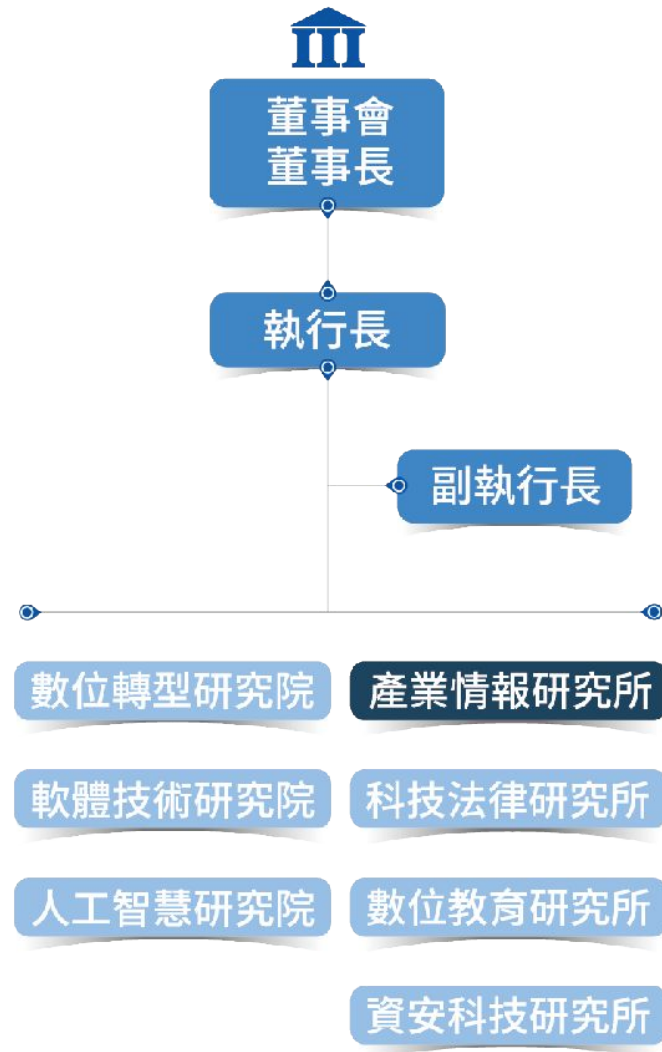 董事會
董事長
執行長
副執行長
數位轉型研究院
產業情報研究所
軟體技術研究院
科技法律研究所
人工智慧研究院
數位教育研究所
資安科技研究所